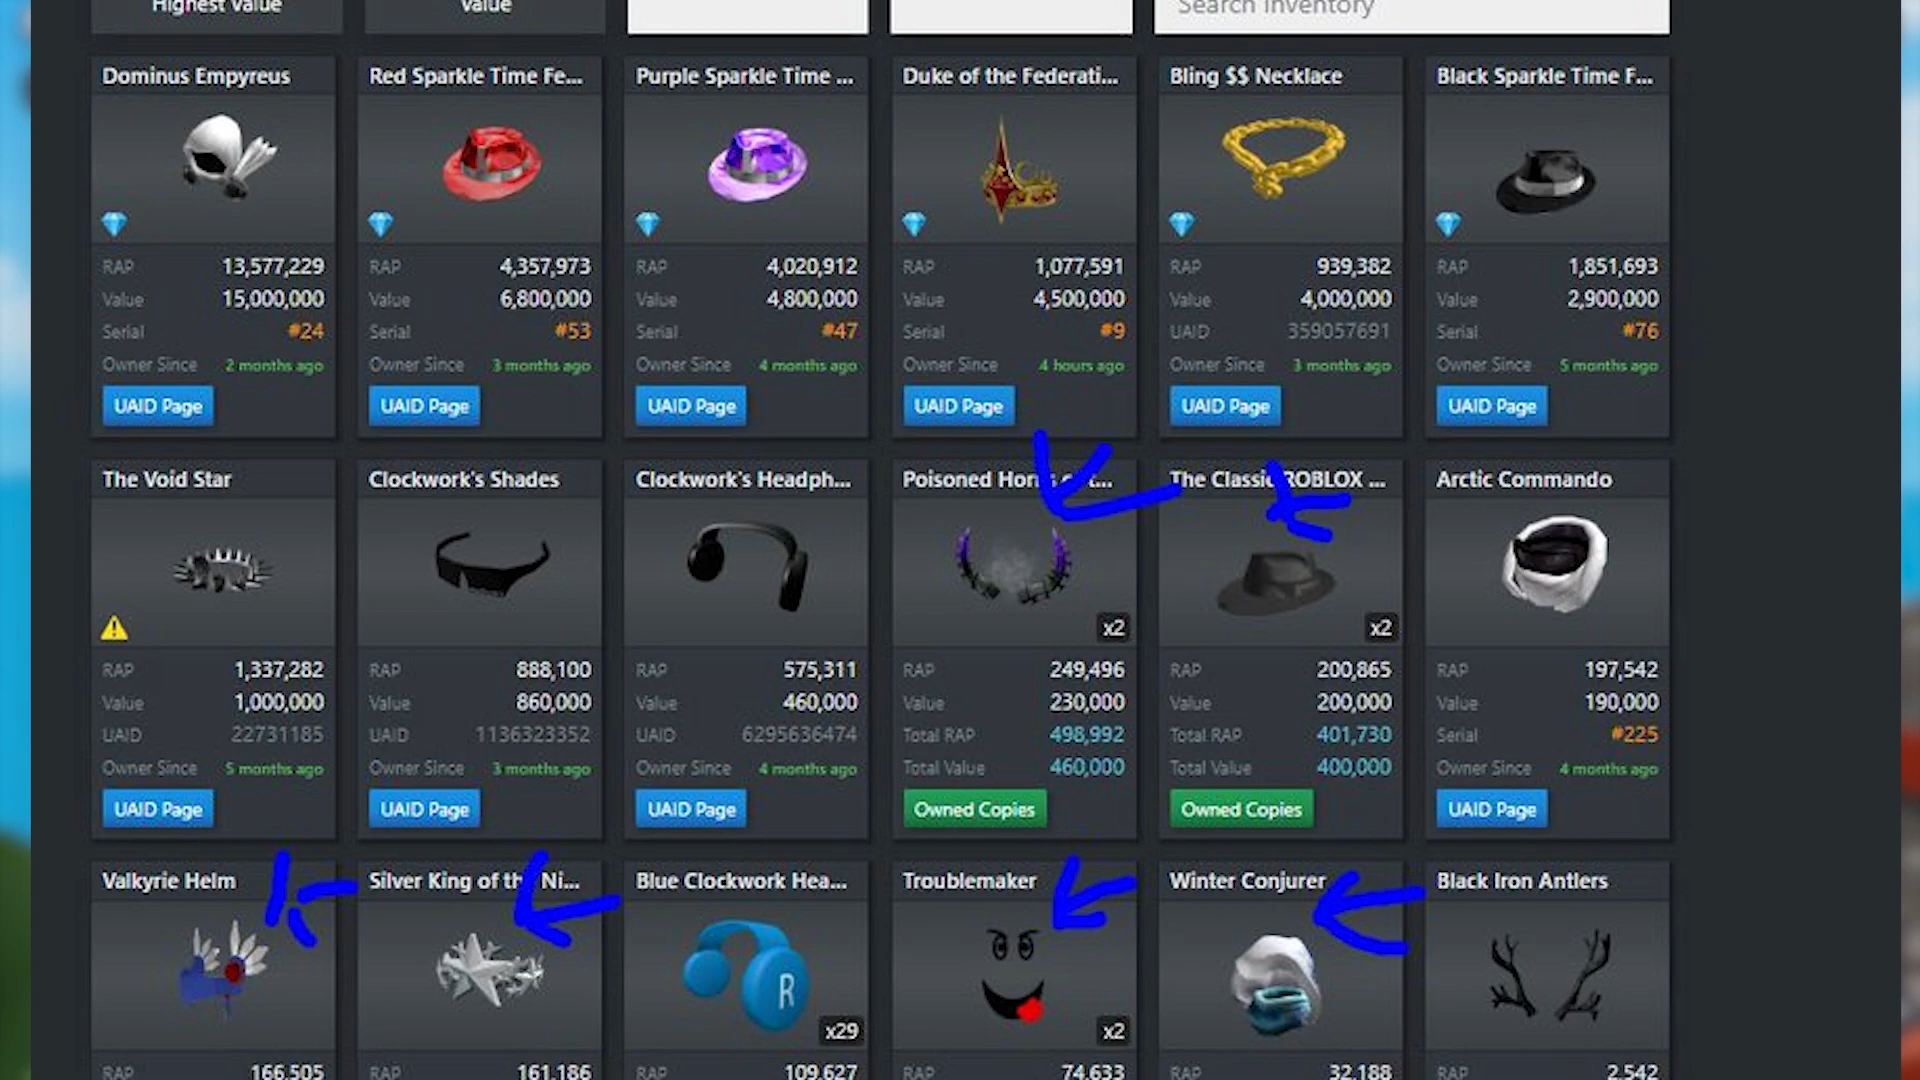 Highest Value
Value
Search Inventory
Dominus Empyreus
Red Sparkle Time Fe...
Purple Sparkle Time ...
Duke of the Federati...
Bling $$ Necklace
Black Sparkle Time F...
RAP 13,577,229
Value 15,000,000
Serial #24
Owner Since 2 months ago
UAID Page
RAP 4,357,973
Value 6,800,000
Serial #53
Owner Since 3 months ago
UAID Page
RAP 4,020,912
Value 4,800,000
Serial #47
Owner Since 4 months ago
UAID Page
RAP 1,077,591
Value 4,500,000
Serial #9
Owner Since 4 hours ago
UAID Page
RAP 939,382
Value 4,000,000
UAID 359057691
Owner Since 3 months ago
UAID Page
RAP 1,851,693
Value 2,900,000
Serial #76
Owner Since 5 months ago
UAID Page
The Void Star
Clockwork's Shades
Clockwork's Headph...
Poisoned
The Classic ROBLOX ...
Arctic Commando
x2
x2
RAP 1,337,282
Value 1,000,000
UAID 22731185
Owner Since 5 months ago
UAID Page
RAP 888,100
Value 860,000
UAID 1136323352
Owner Since 3 months ago
UAID Page
RAP 575,311
Value 460,000
UAID 6295636474
Owner Since 4 months ago
UAID Page
RAP 249,496
Value 230,000
Total RAP 498,992
Total Value 460,000
Owned Copies
RAP 200,865
Value 200,000
Total RAP 401,730
Total Value 400,000
Owned Copies
RAP 197,542
Value 190,000
Serial #225
Owner Since 4 months ago
UAID Page
Valkyrie Helm
Silver King of the Ni...
Blue Clockwork Hea...
Troublemaker
Winter Conjurer
Black Iron Antlers
R
x29
x2
RAP 166,505
RAP 161,186
RAP 109,627
RAP 74,633
RAP 32,188
RAP 2,542